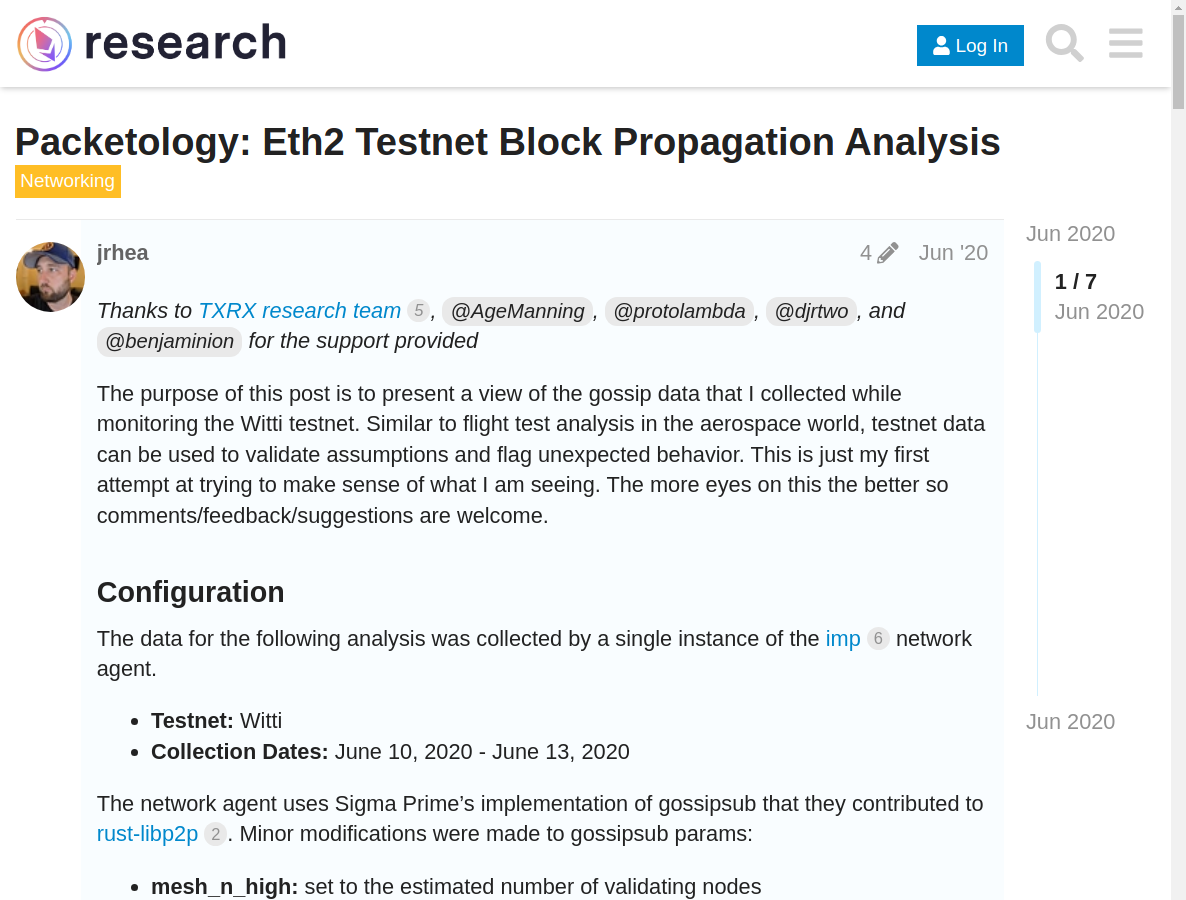 research
Log In
Packetology: Eth2 Testnet Block Propagation Analysis
Networking
jrhea
4
Jun '20
Thanks to TXRX research team 5, @AgeManning, @protolambda, @djrtwo, and
@benjaminion for the support provided
The purpose of this post is to present a view of the gossip data that I collected while
monitoring the Witti testnet. Similar to flight test analysis in the aerospace world, testnet data
can be used to validate assumptions and flag unexpected behavior. This is just my first
attempt at trying to make sense of what I am seeing. The more eyes on this the better so
comments/feedback/suggestions are welcome.
Configuration
The data for the following analysis was collected by a single instance of the imp 6 network
agent.
• Testnet: Witti
• Collection Dates: June 10, 2020 - June 13, 2020
The network agent uses Sigma Prime’s implementation of gossipsub that they contributed to
rust-libp2p 2. Minor modifications were made to gossipsub params:
• mesh_n_high: set to the estimated number of validating nodes
Jun 2020
1 / 7
Jun 2020
Jun 2020